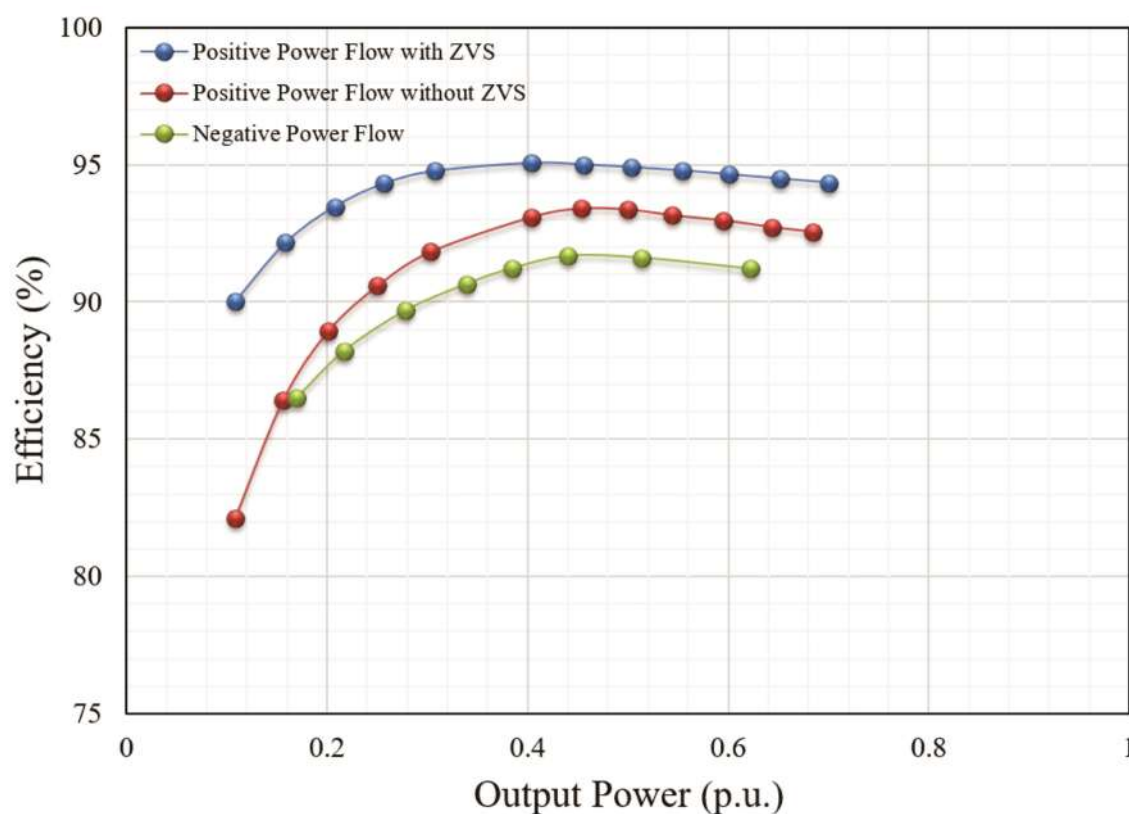 100
Positive Power Flow with ZVS
Positive Power Flow without ZVS
Negative Power Flow
95
90
85
80
75
Efficiency (%)
0 0.2 0.4 0.6 0.8 1
Output Power (p.u.)